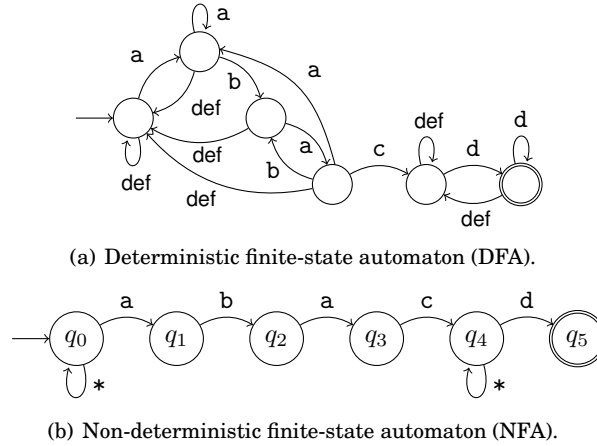 a
a
b
a
def
def
a
b
def
def
c
def
d
d
def
(a) Deterministic finite-state automaton (DFA).
a b a c d
q0 q1 q2 q3 q4 q5
* *
(b) Non-deterministic finite-state automaton (NFA).